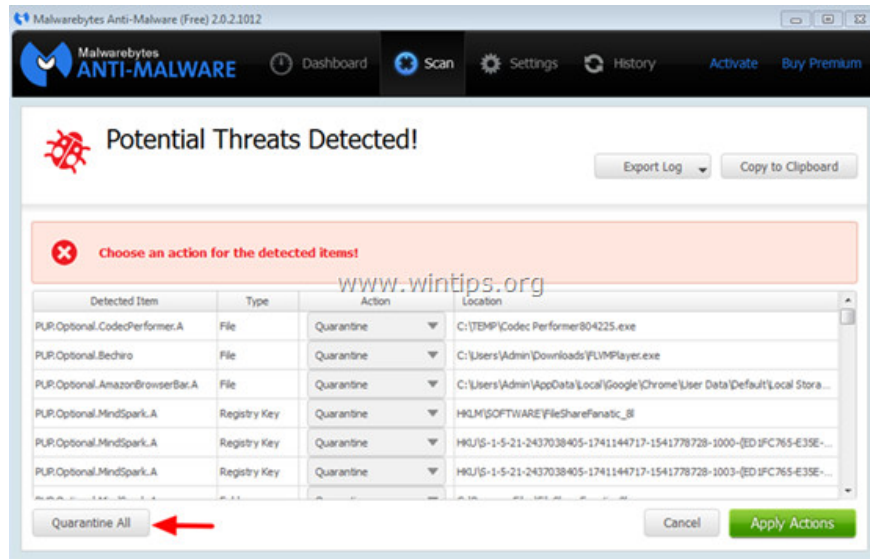 Malwarebytes Anti-Malware (Free) 2.0.2.1012
Malwarebytes
ANTI-MALWARE
Dashboard
Scan
Settings
History
Activate
Buy Premium
Potential Threats Detected!
Export Log
Copy to Clipboard
Choose an action for the detected items!
www.wintips.org
Detected Item Type Action Location
PUP.Optional.CodecPerformer.A File Quarantine C:\TEMP\Codec Performer804225.exe
PUP.Optional.Bechiro File Quarantine C:\Users\Admin\Downloads\FLVMPlayer.exe
PUP.Optional.AmazonBrowserBar.A File Quarantine C:\Users\Admin\AppData\Local\Google\Chrome\User Data\Default\Local Stora...
PUP.Optional.MindSpark.A Registry Key Quarantine HKLM\SOFTWARE\FileShareFanatic_8l
PUP.Optional.MindSpark.A Registry Key Quarantine HKU\S-1-5-21-2437038405-1741144717-1541778728-1000-{ED1FC765-E35E-...
PUP.Optional.MindSpark.A Registry Key Quarantine HKU\S-1-5-21-2437038405-1741144717-1541778728-1003-{ED1FC765-E35E-...
Quarantine All
Cancel
Apply Actions